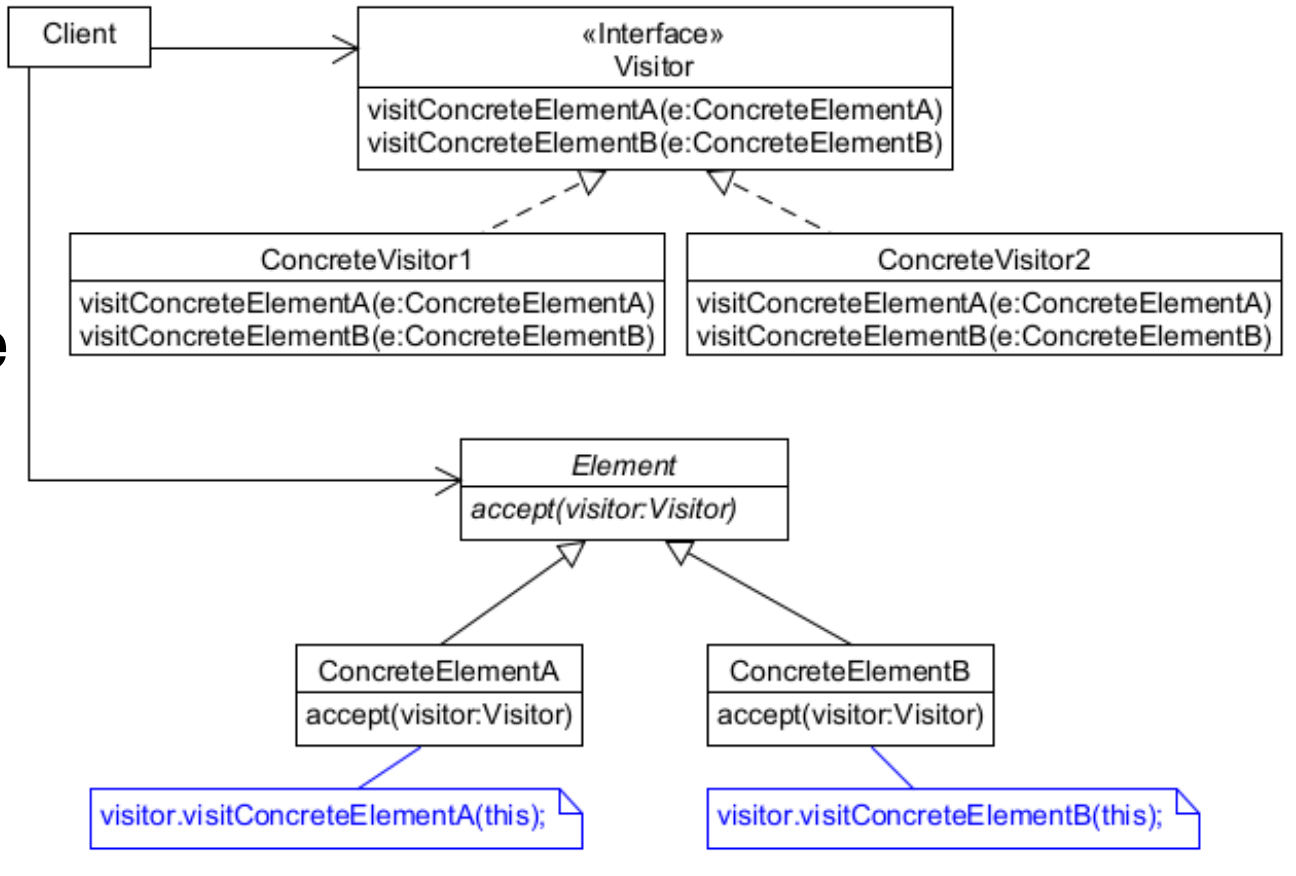 Client
«Interface»
Visitor
visitConcreteElementA(e:ConcreteElementA)
visitConcreteElementB(e:ConcreteElementB)
ConcreteVisitor1
visitConcreteElementA(e:ConcreteElementA)
visitConcreteElementB(e:ConcreteElementB)
ConcreteVisitor2
visitConcreteElementA(e:ConcreteElementA)
visitConcreteElementB(e:ConcreteElementB)
e
Element
accept(visitor:Visitor)
ConcreteElementA
accept(visitor:Visitor)
ConcreteElementB
accept(visitor:Visitor)
visitor.visitConcreteElementA(this);
visitor.visitConcreteElementB(this);